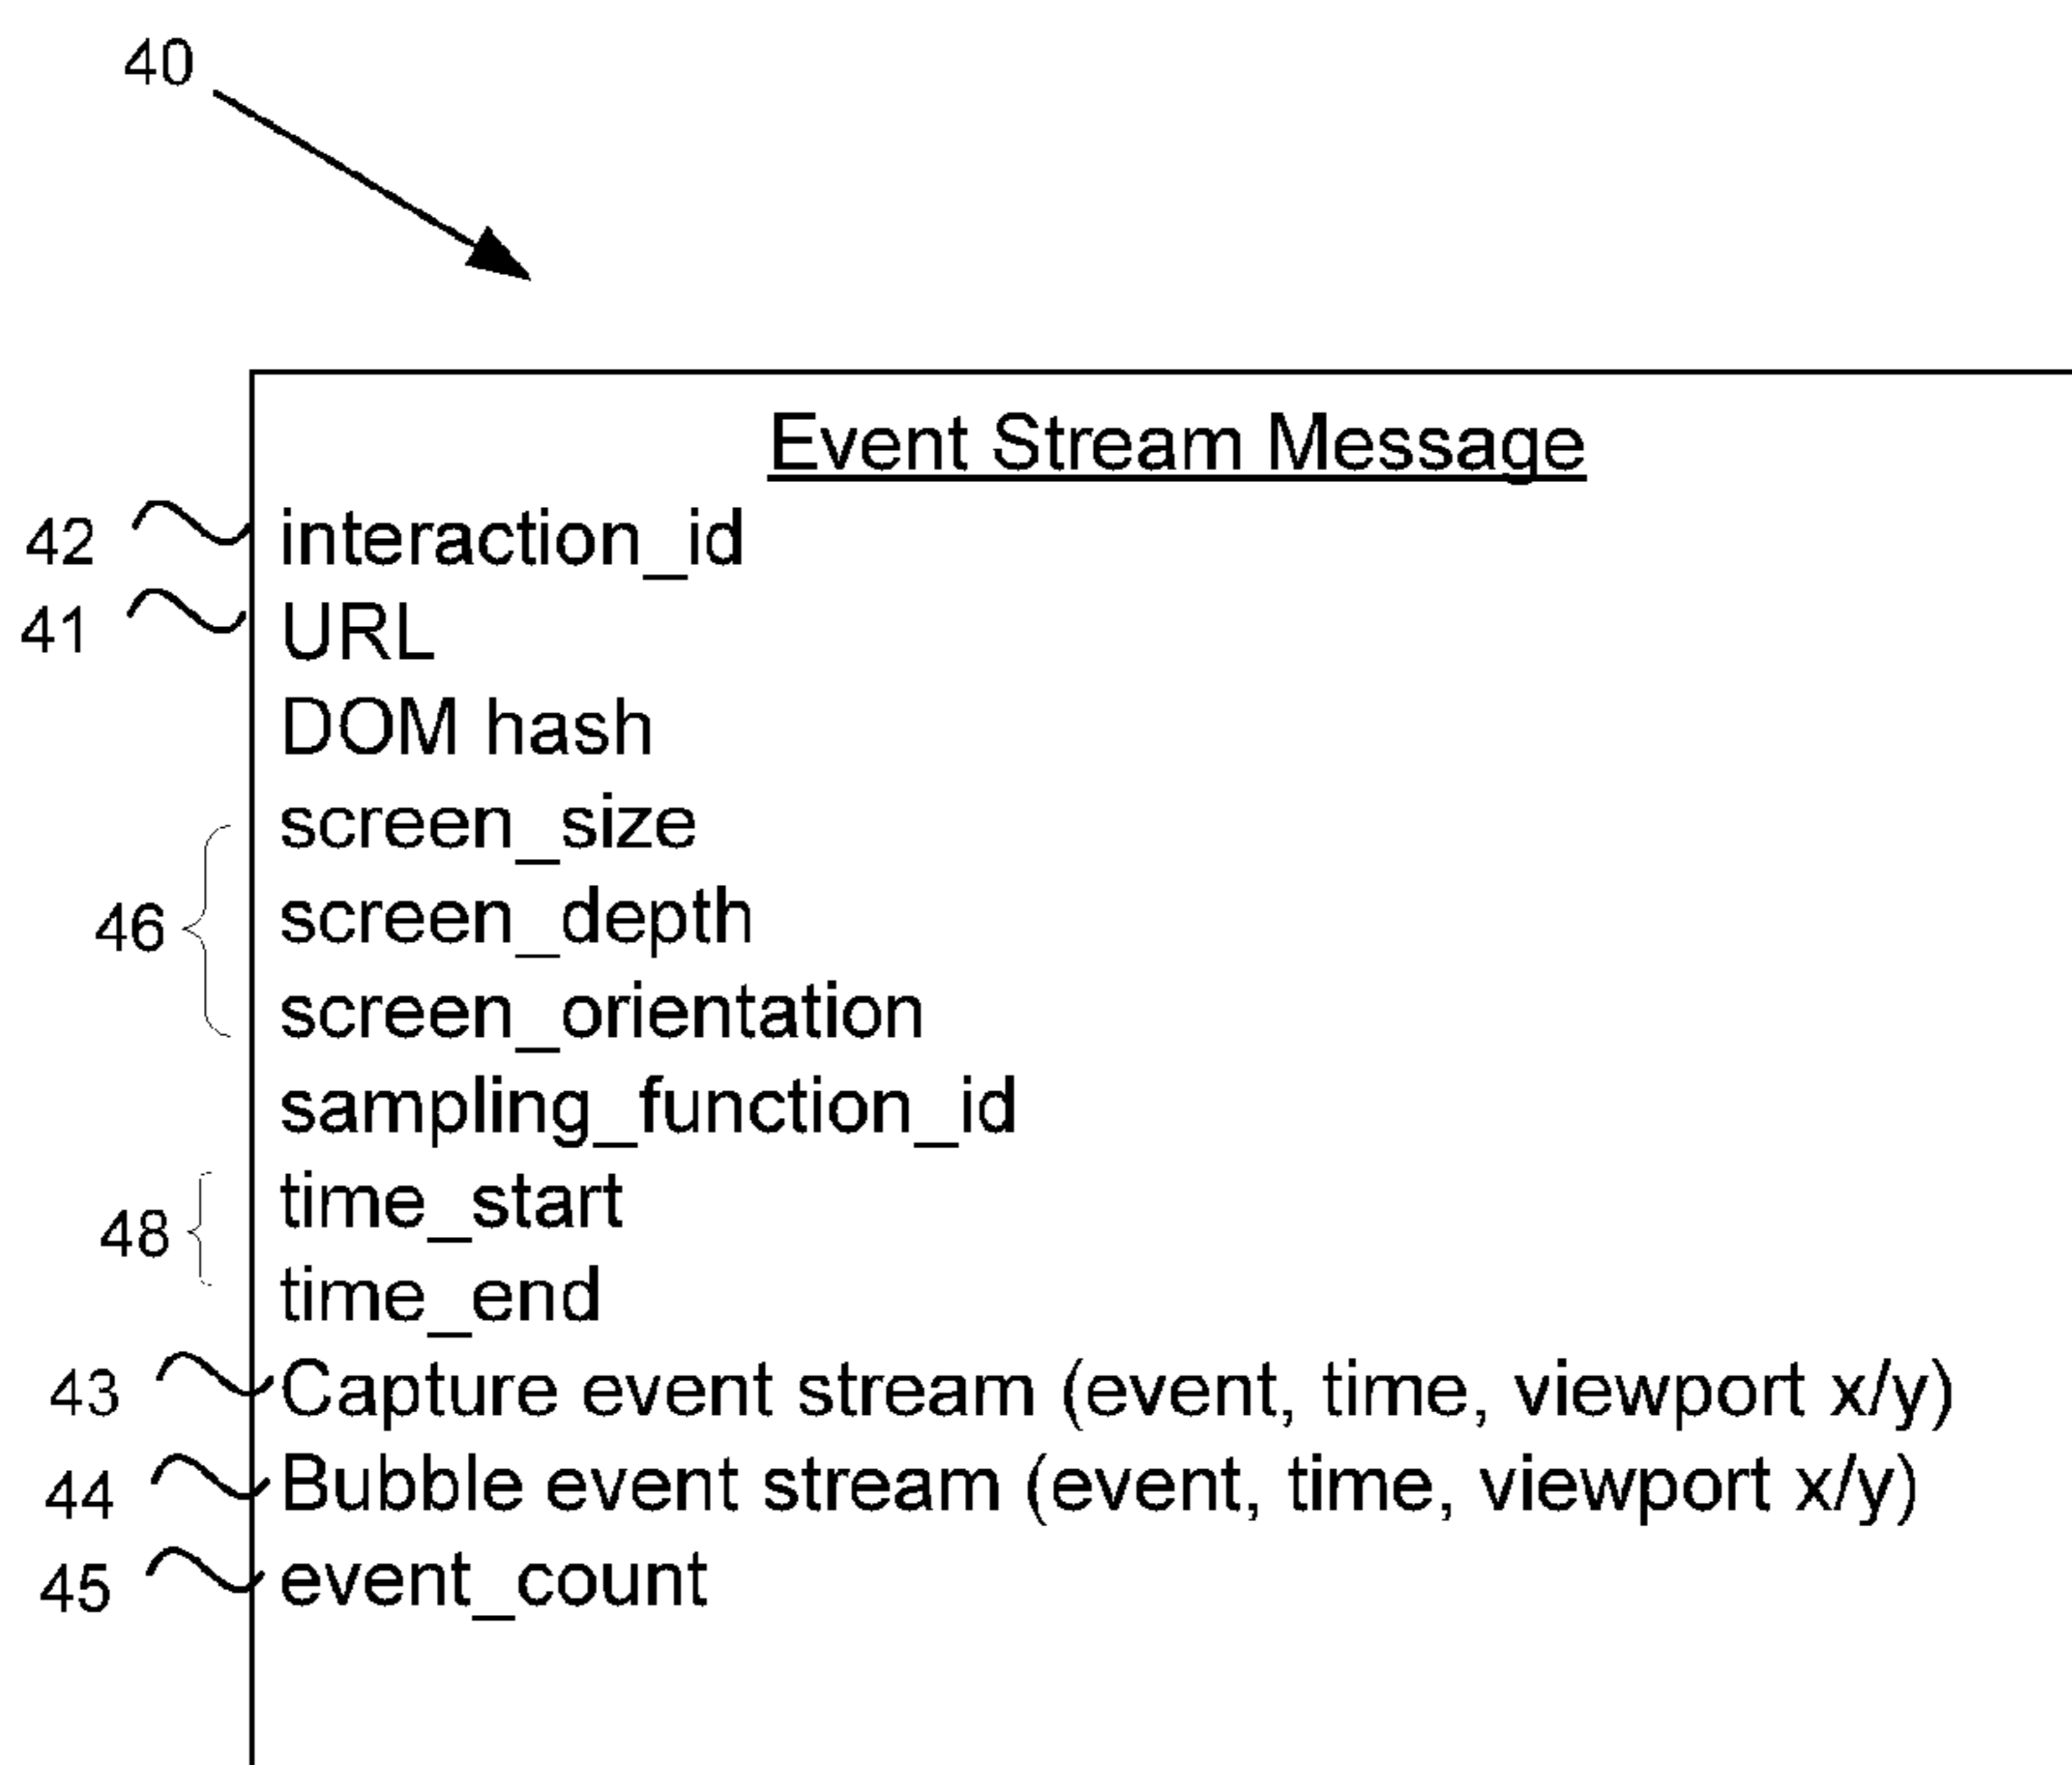 40
Event Stream Message
42 interaction_id
41 URL
DOM hash
screen_size
46 screen_depth
screen_orientation
sampling_function_id
48 time_start
time_end
43 Capture event stream (event, time, viewport x/y)
44 Bubble event stream (event, time, viewport x/y)
45 event_count